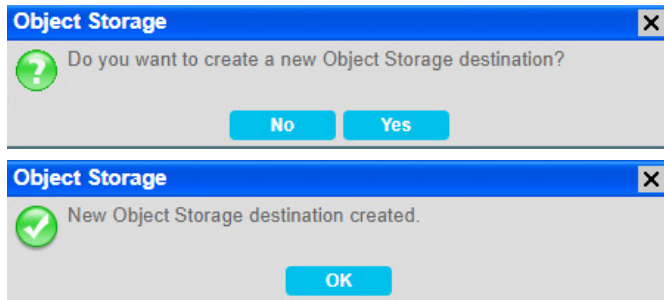 Object Storage
Do you want to create a new Object Storage destination?
No Yes
Object Storage
New Object Storage destination created.
OK